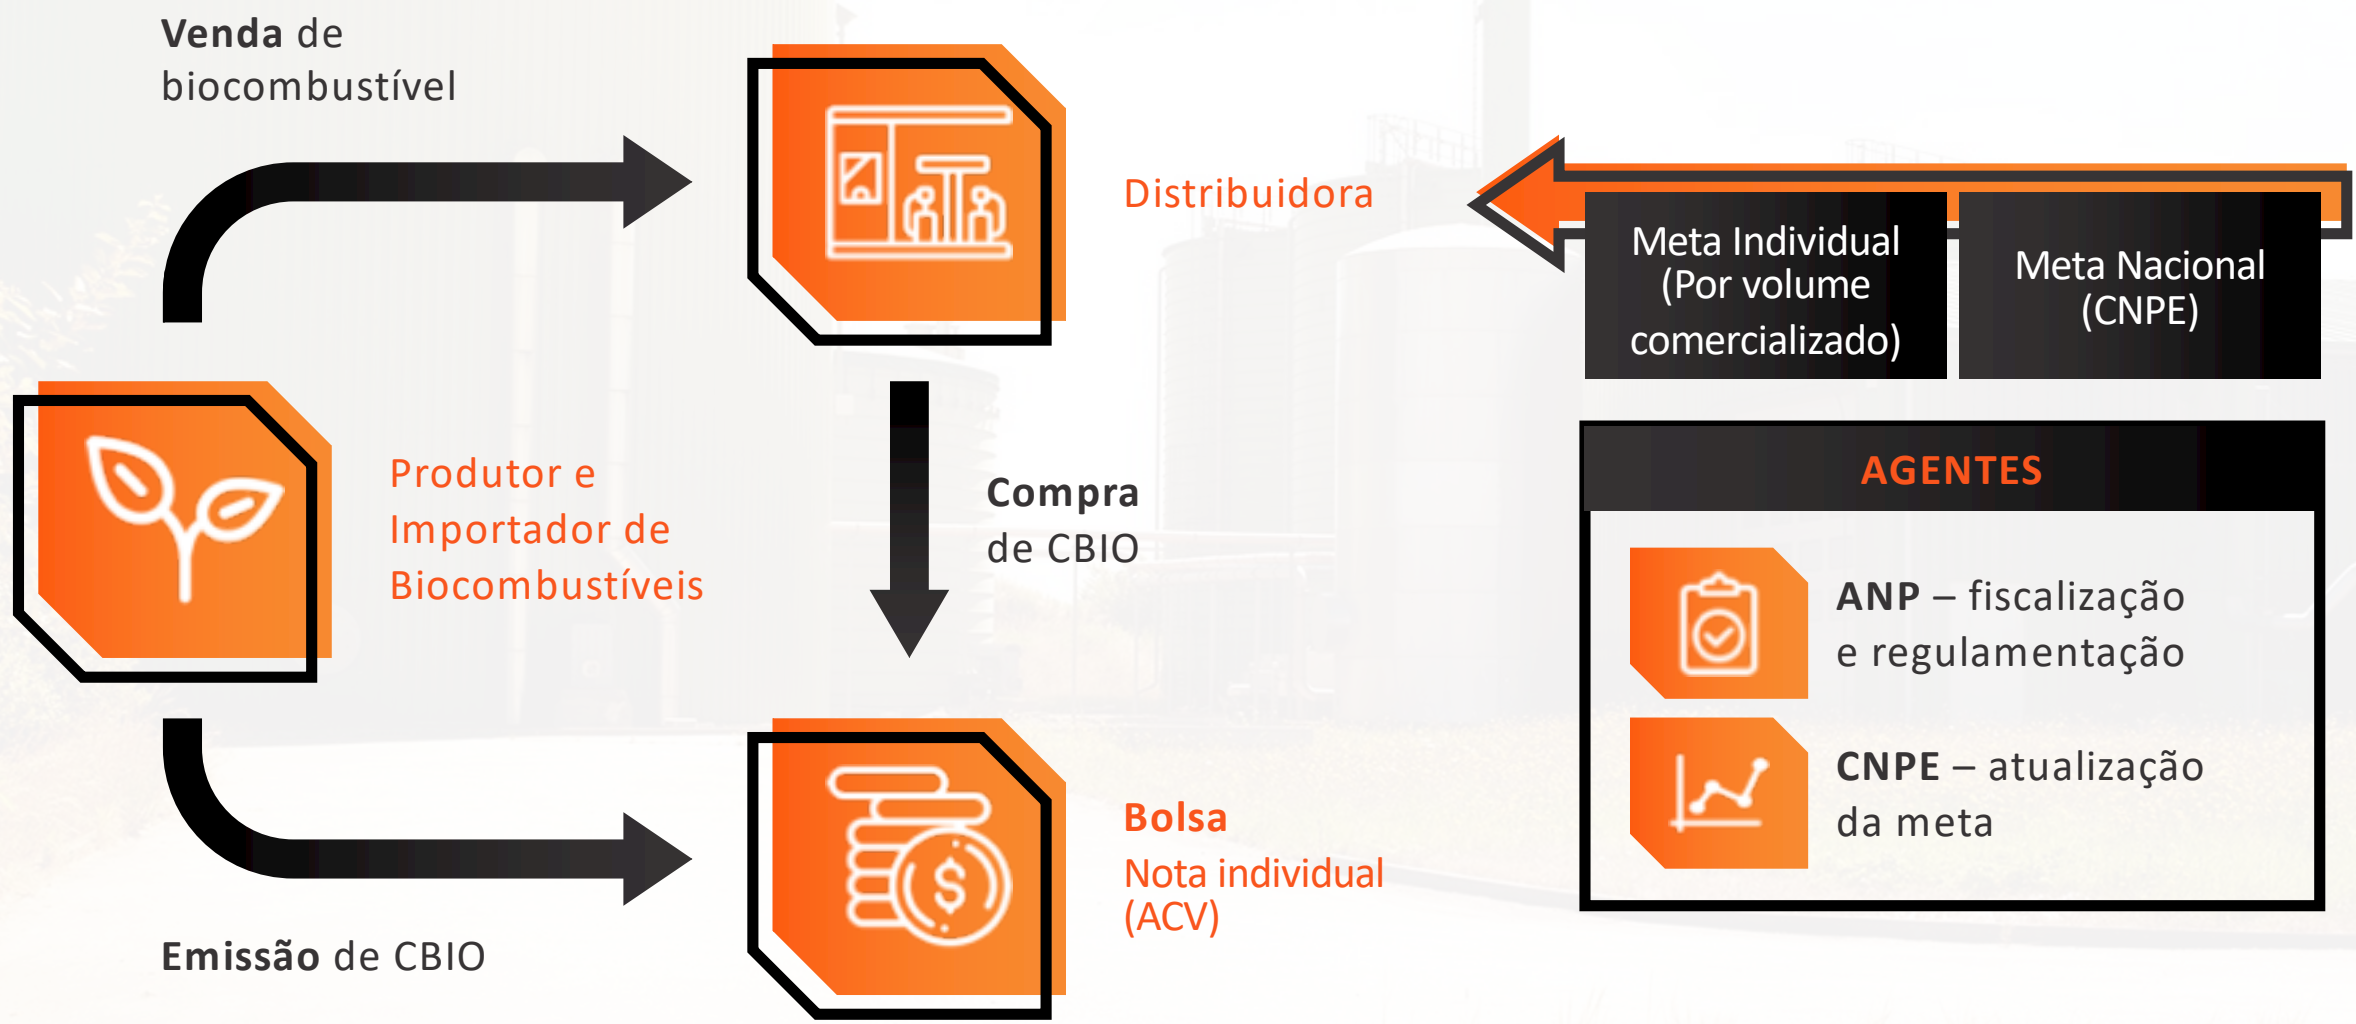 Venda de
biocombustível
Distribuidora
Meta Individual
(Por volume
comercializado)
Meta Nacional
(CNPE)
Produtor e
Importador de
Biocombustíveis
Compra
de CBIO
AGENTES
ANP – fiscalização
e regulamentação
CNPE – atualização
da meta
Bolsa
Nota individual
(ACV)
Emissão de CBIO